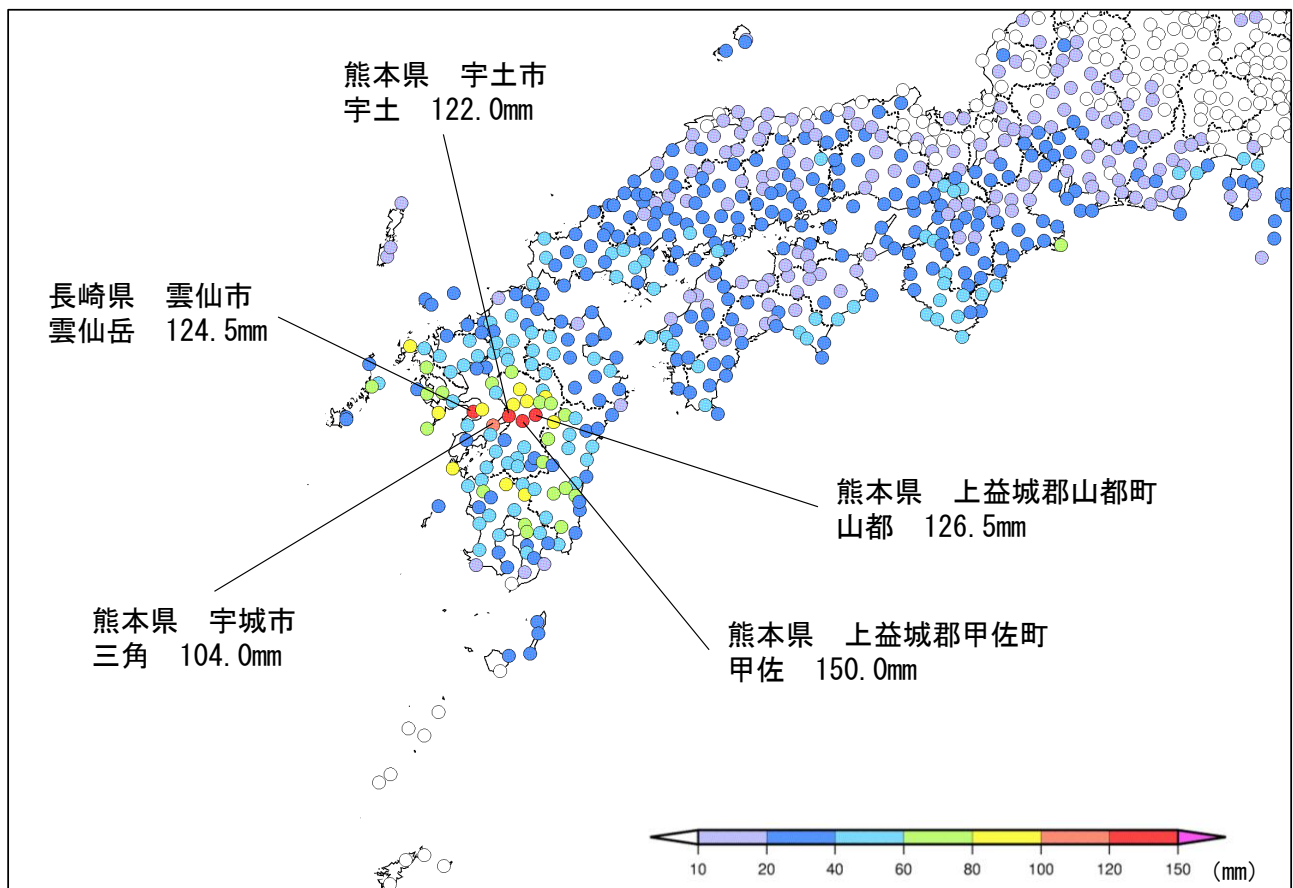 熊本県　宇土市
宇土　122.0mm
長崎県　雲仙市
雲仙岳　124.5mm
熊本県　上益城郡山都町
山都　126.5mm
熊本県　宇城市
三角　104.0mm
熊本県　上益城郡甲佐町
甲佐　150.0mm
10 20 40 60 80 100 120 150 (mm)